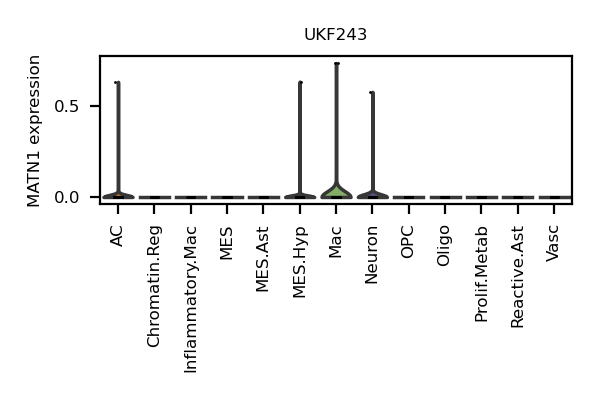 UKF243
MATN1 expression
0.5
0.0
AC
Chromatin.Reg
Inflammatory.Mac
MES
MES.Ast
MES.Hyp
Mac
Neuron
OPC
Oligo
Prolif.Metab
Reactive.Ast
Vasc